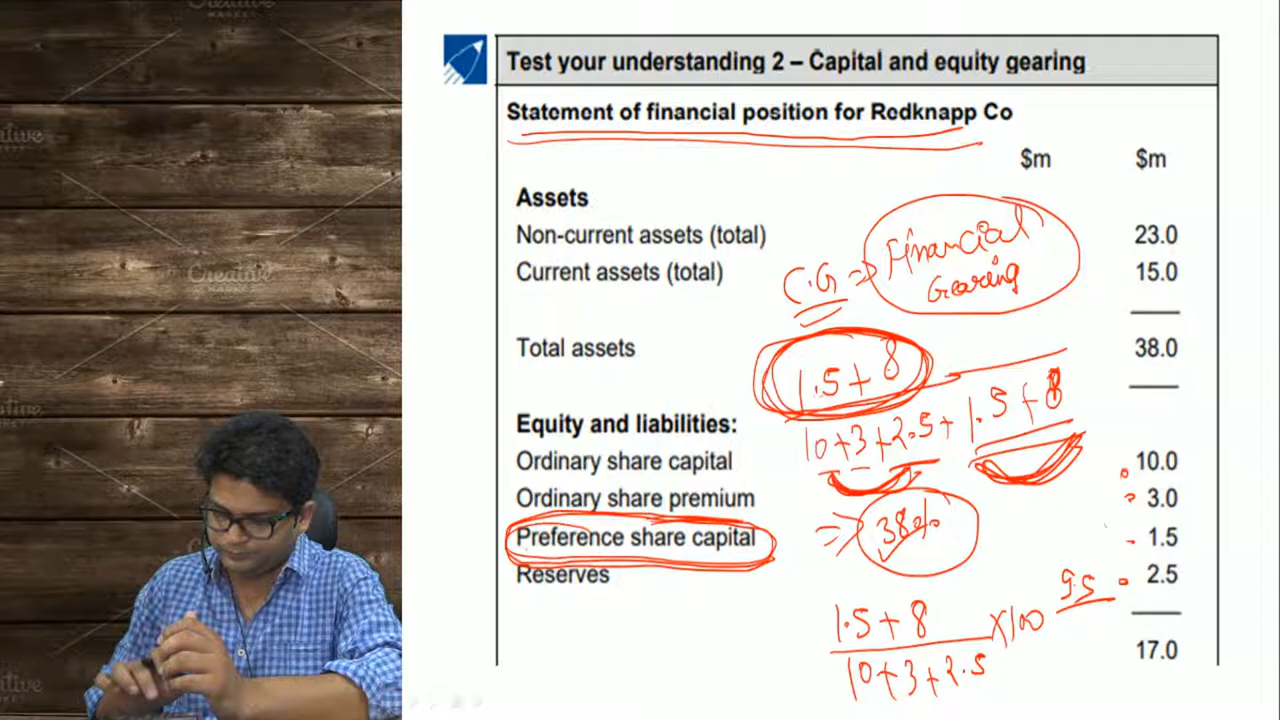 Test your understanding 2 – Capital and equity gearing
Statement of financial position for Redknapp Co
$m $m
Assets
Non-current assets (total) 23.0
Current assets (total) 15.0
C.G => Financial Gearing
Total assets 38.0
1.5 + 8
10+3+2.5+ 1.5 + 8
= 38%
Equity and liabilities:
Ordinary share capital 10.0
Ordinary share premium 3.0
Preference share capital 1.5
Reserves 2.5
17.0
1.5 + 8
10+3+2.5
X100
9.5
Creative
MARKET